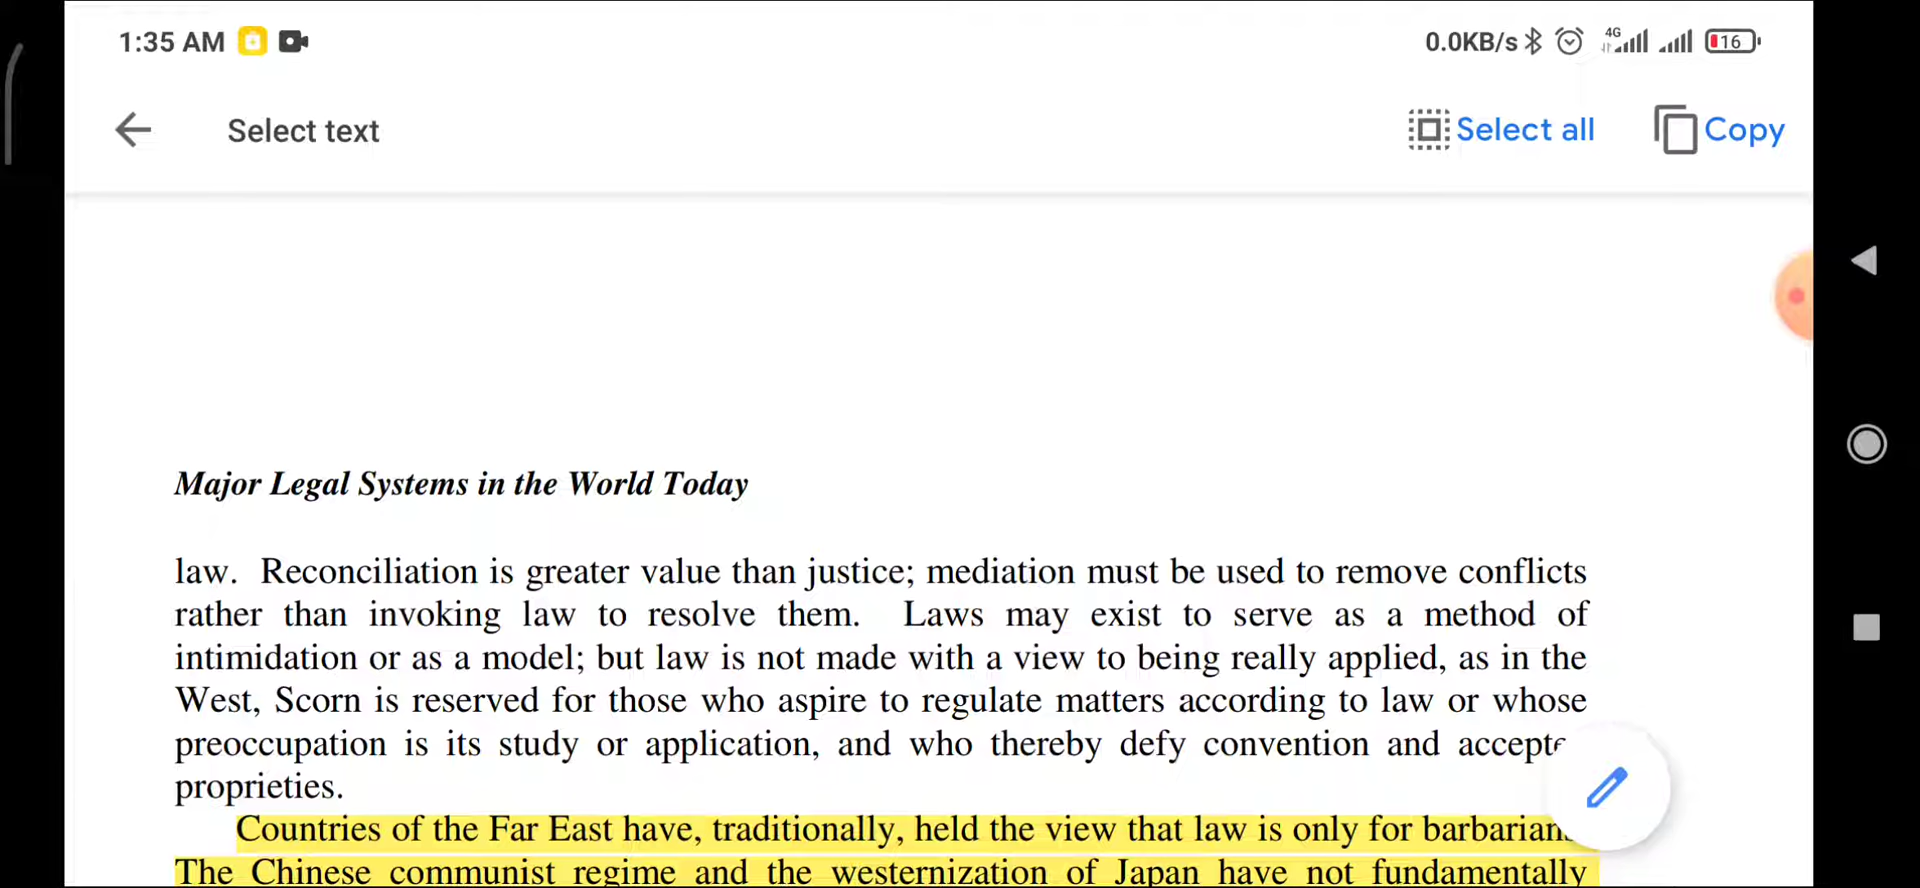 1:35 AM
0.0KB/s 4G 16
Select text
Select all
Copy
Major Legal Systems in the World Today
law. Reconciliation is greater value than justice; mediation must be used to remove conflicts
rather than invoking law to resolve them. Laws may exist to serve as a method of
intimidation or as a model; but law is not made with a view to being really applied, as in the
West, Scorn is reserved for those who aspire to regulate matters according to law or whose
preoccupation is its study or application, and who thereby defy convention and accepte
proprieties.
Countries of the Far East have, traditionally, held the view that law is only for barbarian
The Chinese communist regime and the westernization of Japan have not fundamentally